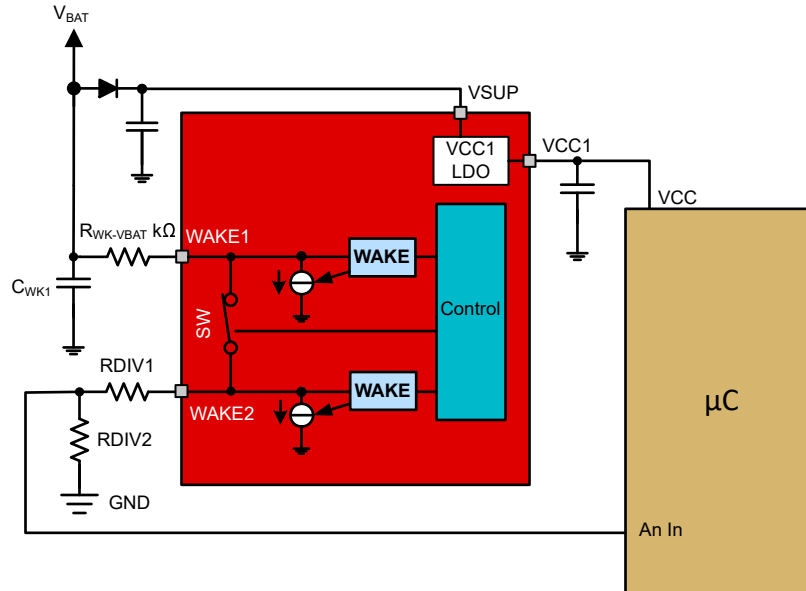 VBAT
VSUP
VCC1
LDO
VCC1
VCC
RWK-VBAT kΩ
WAKE1
WAKE
CWK1
SW
Control
RDIV1
WAKE2
WAKE
RDIV2
GND
µC
An In